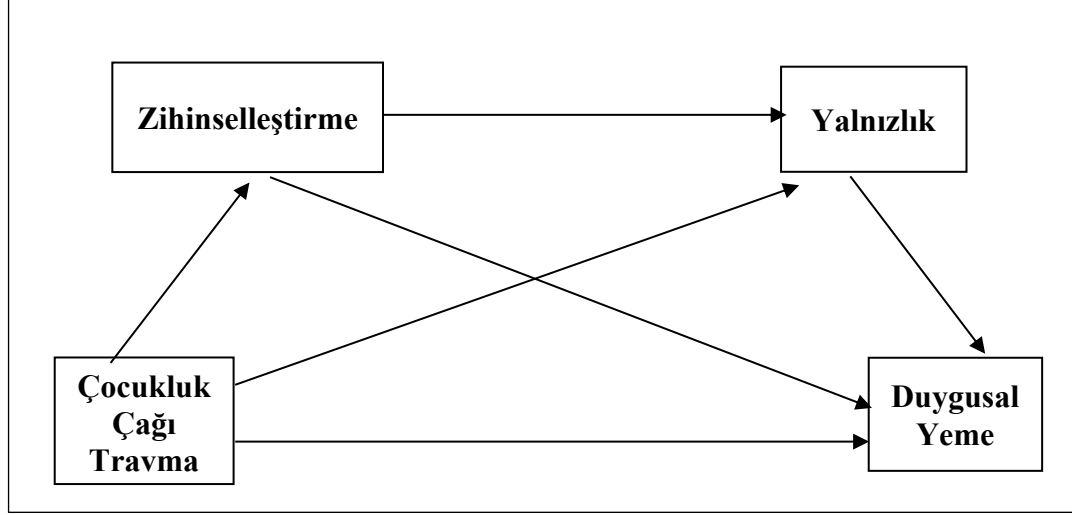 Zihinselleştirme
Yalnızlık
Çocukluk
Çağı
Travma
Duygusal
Yeme